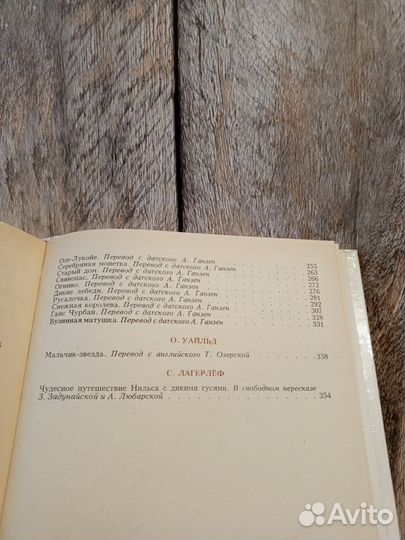 Оле-Лукойе. Перевод с датского А. Ганзен 255
Серебряная монетка. Перевод с датского А. Ганзен 263
Старый дом. Перевод с датского А. Ганзен 266
Свинопас. Перевод с датского А. Ганзен 272
Огниво. Перевод с датского А. Ганзен 276
Дикие лебеди. Перевод с датского А. Ганзен 281
Русалочка. Перевод с датского А. Ганзен 292
Снежная королева. Перевод с датского А. Ганзен 307
Ганс Чурбан. Перевод с датского А. Ганзен 328
Бузинная матушка. Перевод с датского А. Ганзен 331
О. УАЙЛЬД
Мальчик-звезда. Перевод с английского Т. Озерской 338
С. ЛАГЕРЛЁФ
Чудесное путешествие Нильса с дикими гусями. В свободном пересказе
З. Задунайской и А. Любарской 354
Avito